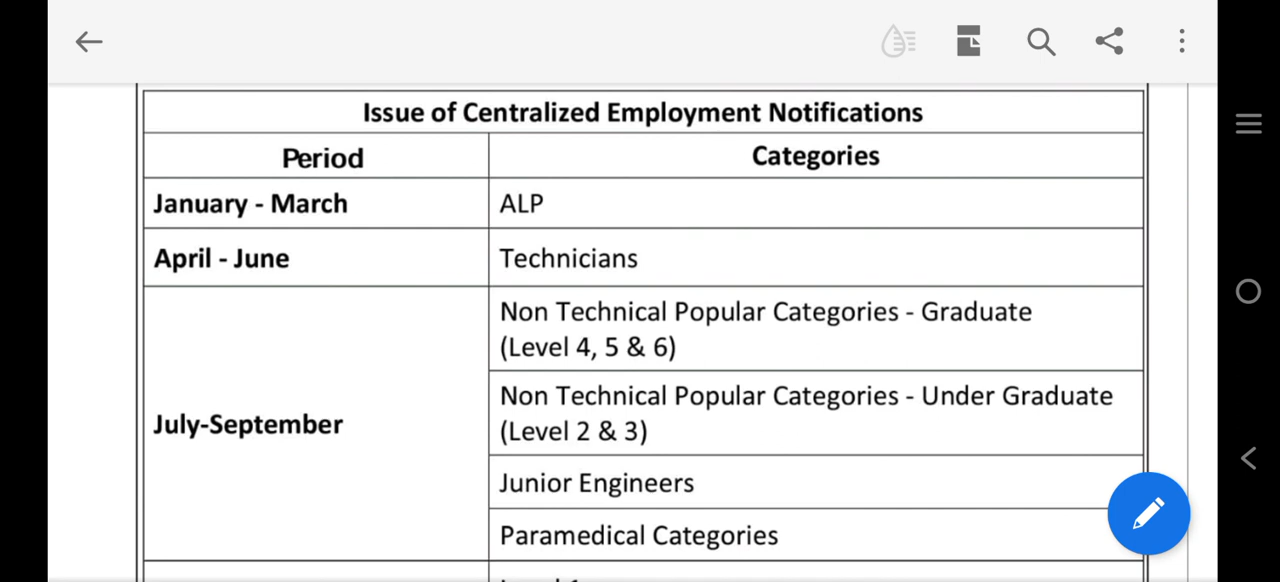 Issue of Centralized Employment Notifications
Period Categories
January - March ALP
April - June Technicians
Non Technical Popular Categories - Graduate
(Level 4, 5 & 6)
Non Technical Popular Categories - Under Graduate
(Level 2 & 3)
July-September
Junior Engineers
Paramedical Categories